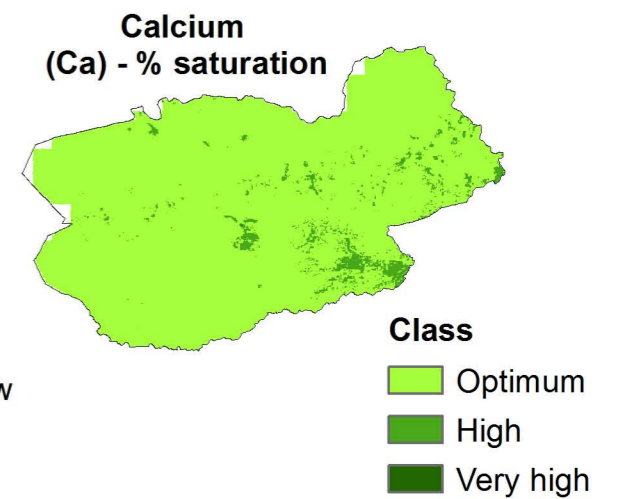 Calcium
(Ca) - % saturation
Class
Optimum
High
Very high